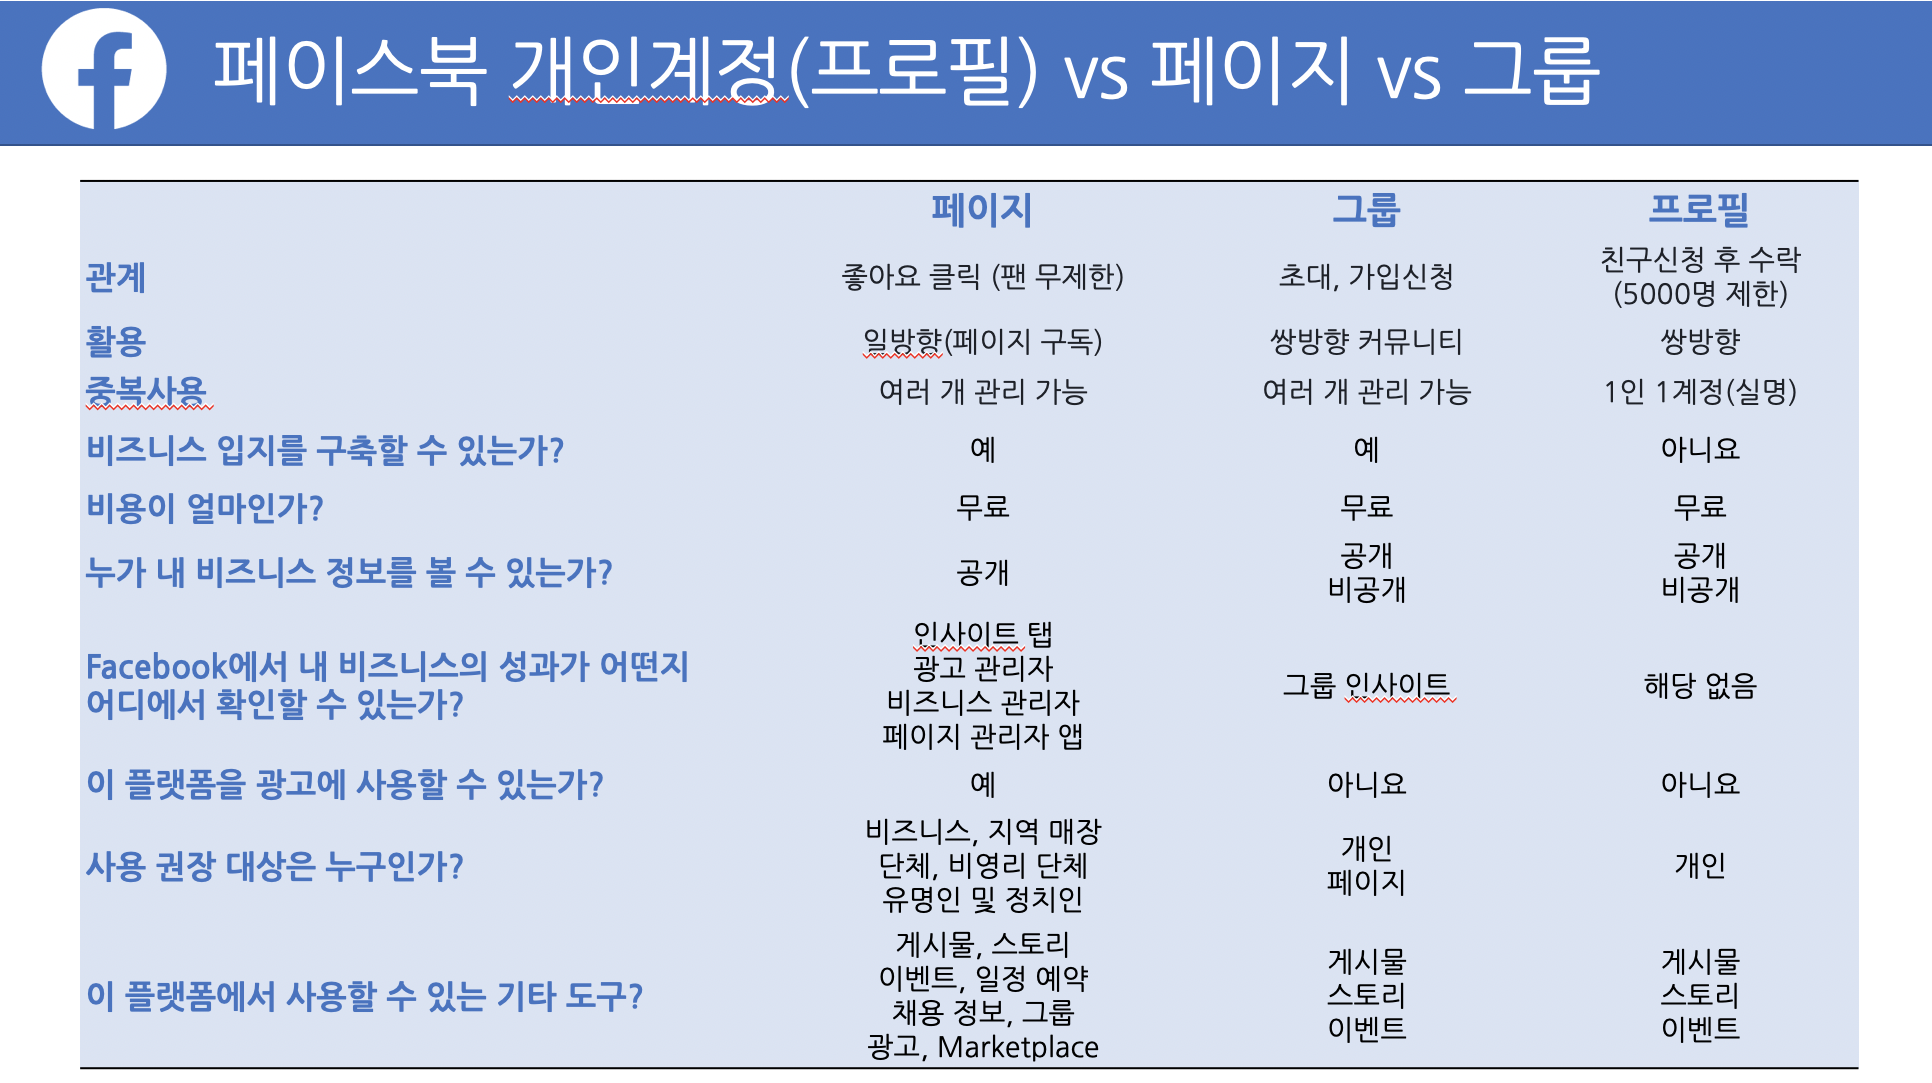 페이스북 개인계정(프로필) vs 페이지 vs 그룹
페이지 그룹 프로필
관계 좋아요 클릭 (팬 무제한) 초대, 가입신청 친구신청 후 수락
(5000명 제한)
활용 일방향(페이지 구독) 쌍방향 커뮤니티 쌍방향
중복사용 여러 개 관리 가능 여러 개 관리 가능 1인 1계정(실명)
비즈니스 입지를 구축할 수 있는가? 예 예 아니요
비용이 얼마인가? 무료 무료 무료
누가 내 비즈니스 정보를 볼 수 있는가? 공개 공개 공개
비공개 비공개
Facebook에서 내 비즈니스의 성과가 어떤지
어디에서 확인할 수 있는가?
인사이트 탭
광고 관리자
비즈니스 관리자
페이지 관리자 앱
그룹 인사이트 해당 없음
이 플랫폼을 광고에 사용할 수 있는가? 예 아니요 아니요
사용 권장 대상은 누구인가?
비즈니스, 지역 매장
단체, 비영리 단체
유명인 및 정치인
개인
페이지
개인
이 플랫폼에서 사용할 수 있는 기타 도구?
게시물, 스토리
이벤트, 일정 예약
채용 정보, 그룹
광고, Marketplace
게시물
스토리
이벤트
게시물
스토리
이벤트